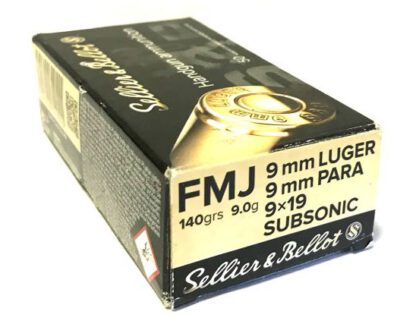 Sellier & Bellot
Handgun ammunition
S&B
FMJ
140grs 9.0g
9 mm LUGER
9 mm PARA
9×19
SUBSONIC
Sellier & Bellot
S